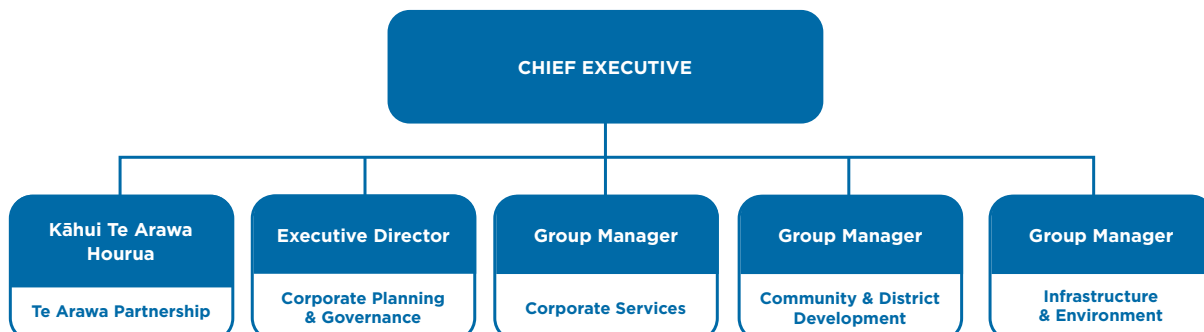 CHIEF EXECUTIVE
Kāhui Te Arawa
Hourua
Te Arawa Partnership
Executive Director
Corporate Planning
& Governance
Group Manager
Corporate Services
Group Manager
Community & District
Development
Group Manager
Infrastructure
& Environment